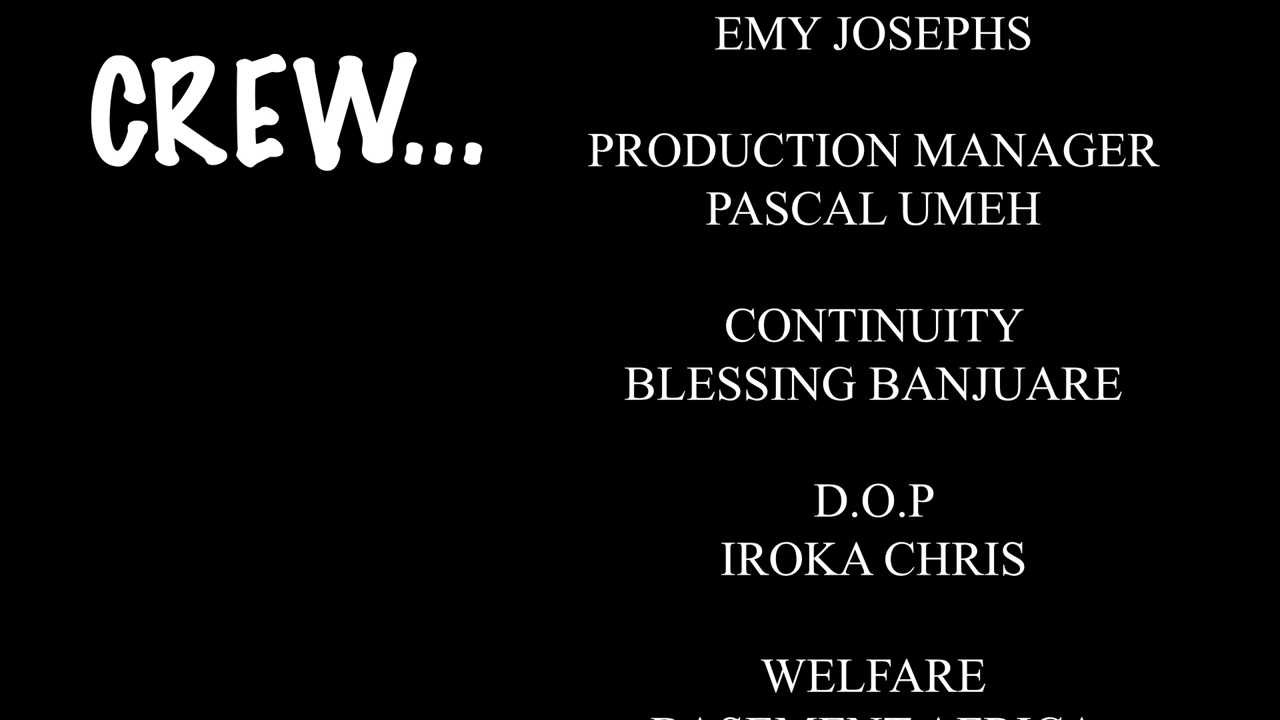 CREW...
EMY JOSEPHS
PRODUCTION MANAGER
PASCAL UMEH
CONTINUITY
BLESSING BANJUARE
D.O.P
IROKA CHRIS
WELFARE